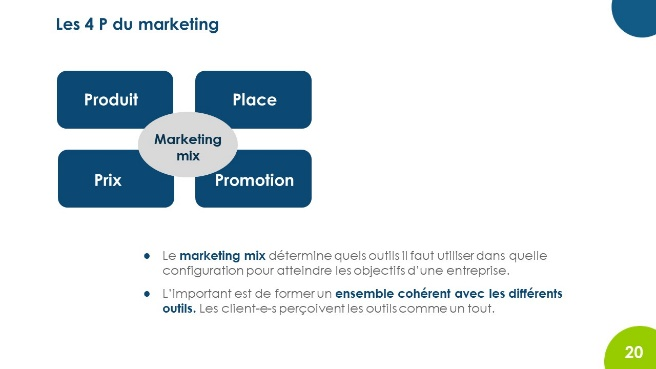 Les 4 P du marketing
Produit
Place
Marketing
mix
Prix
Promotion
● Le marketing mix détermine quels outils il faut utiliser dans quelle
configuration pour atteindre les objectifs d'une entreprise.
● L'Important est de former un ensemble cohérent avec les différents
outils. Les client-e-s perçoivent les outils comme un tout.
20